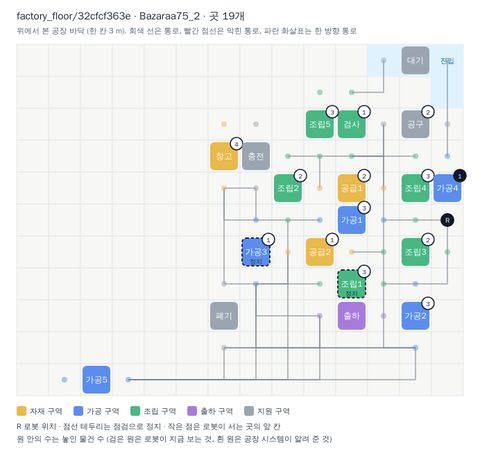 factory_floor/32cfcf363e · Bazaraa75_2 · 곳 19개
위에서 본 공장 바닥 (한 칸 3 m). 회색 선은 통로, 빨간 점선은 막힌 통로, 파란 화살표는 한 방향 통로
대기
진입
조립5 3
검사 1
공구 2
창고 4
충전
조립2 2
공급1 2
조립4 3
가공4 1
가공1 3
R
가공3 1
정지
공급2 1
조립3 2
조립1 3
정지
폐기
출하
가공2 3
가공5
자재 구역
가공 구역
조립 구역
출하 구역
지원 구역
R 로봇 위치 · 점선 테두리는 점검으로 정지 · 작은 점은 로봇이 서는 곳의 앞 칸
원 안의 수는 놓인 물건 수 (검은 원은 로봇이 지금 보는 것, 흰 원은 공장 시스템이 알려 준 것)